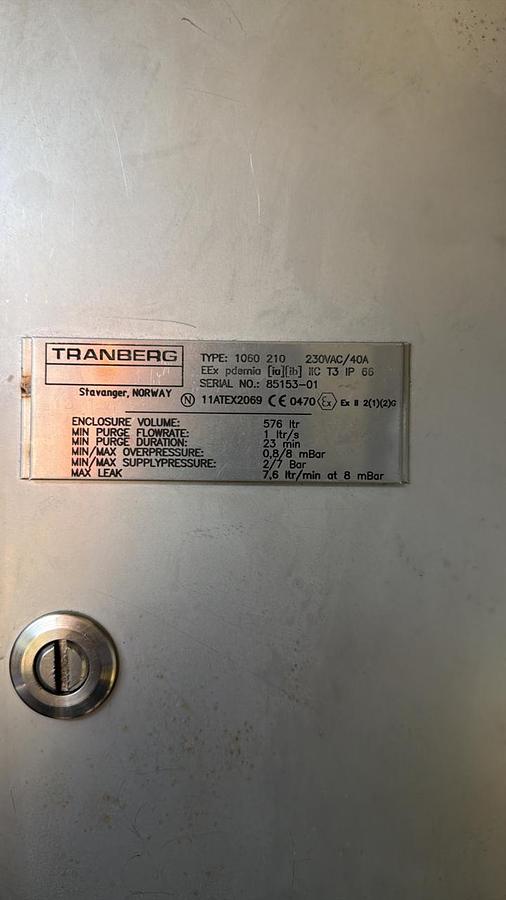 TRANBERG
Stavanger, NORWAY
TYPE: 1060 210 230VAC/40A
EEx pdemia [ia][ib] IIC T3 IP 66
SERIAL NO.: 85153-01
N 11ATEX2069 CE 0470 Ex Ex II 2(1)(2)G
ENCLOSURE VOLUME: 576 ltr
MIN PURGE FLOWRATE: 1 ltr/s
MIN PURGE DURATION: 23 min
MIN/MAX OVERPRESSURE: 0,8/8 mBar
MIN/MAX SUPPLYPRESSURE: 2/7 Bar
MAX LEAK 7,6 ltr/min at 8 mBar